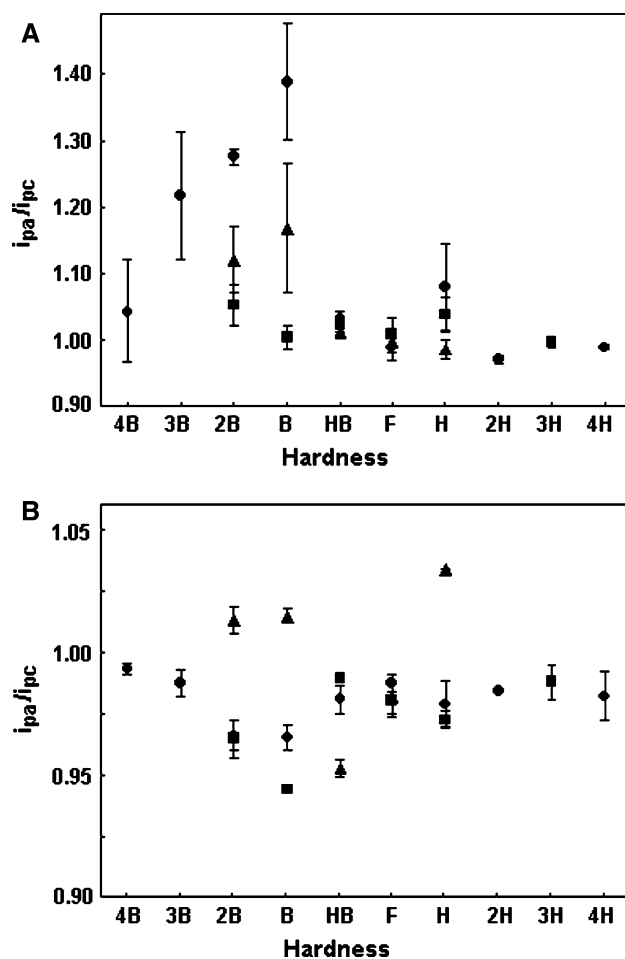 A
1.40
1.30
1.20
1.10
1.00
0.90
ipa/ipc
4B 3B 2B B HB F H 2H 3H 4H
Hardness
B
1.05
1.00
0.95
0.90
ipa/ipc
4B 3B 2B B HB F H 2H 3H 4H
Hardness